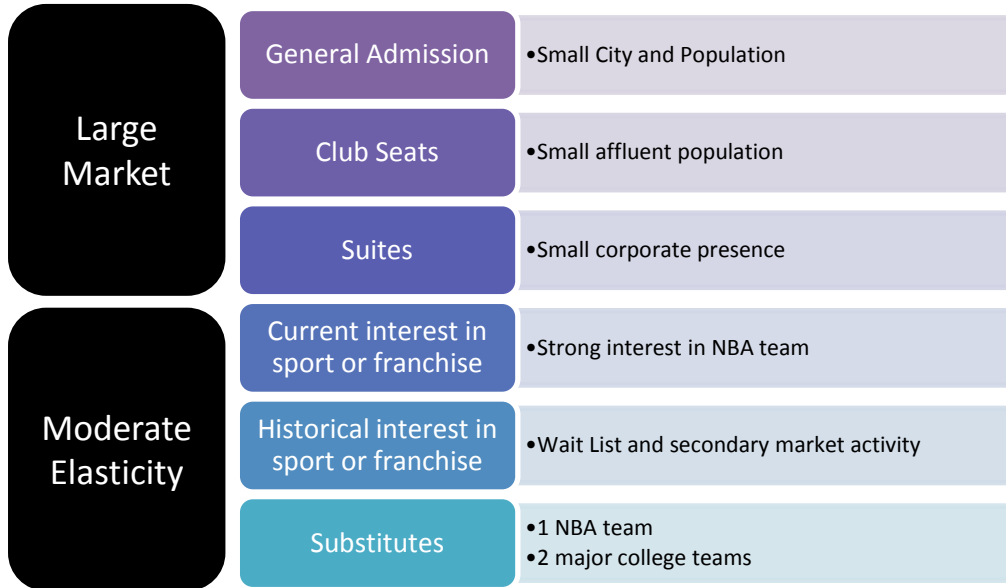 Large
Market
General Admission
•Small City and Population
Club Seats
•Small affluent population
Suites
•Small corporate presence
Moderate
Elasticity
Current interest in
sport or franchise
•Strong interest in NBA team
Historical interest in
sport or franchise
•Wait List and secondary market activity
Substitutes
•1 NBA team
•2 major college teams